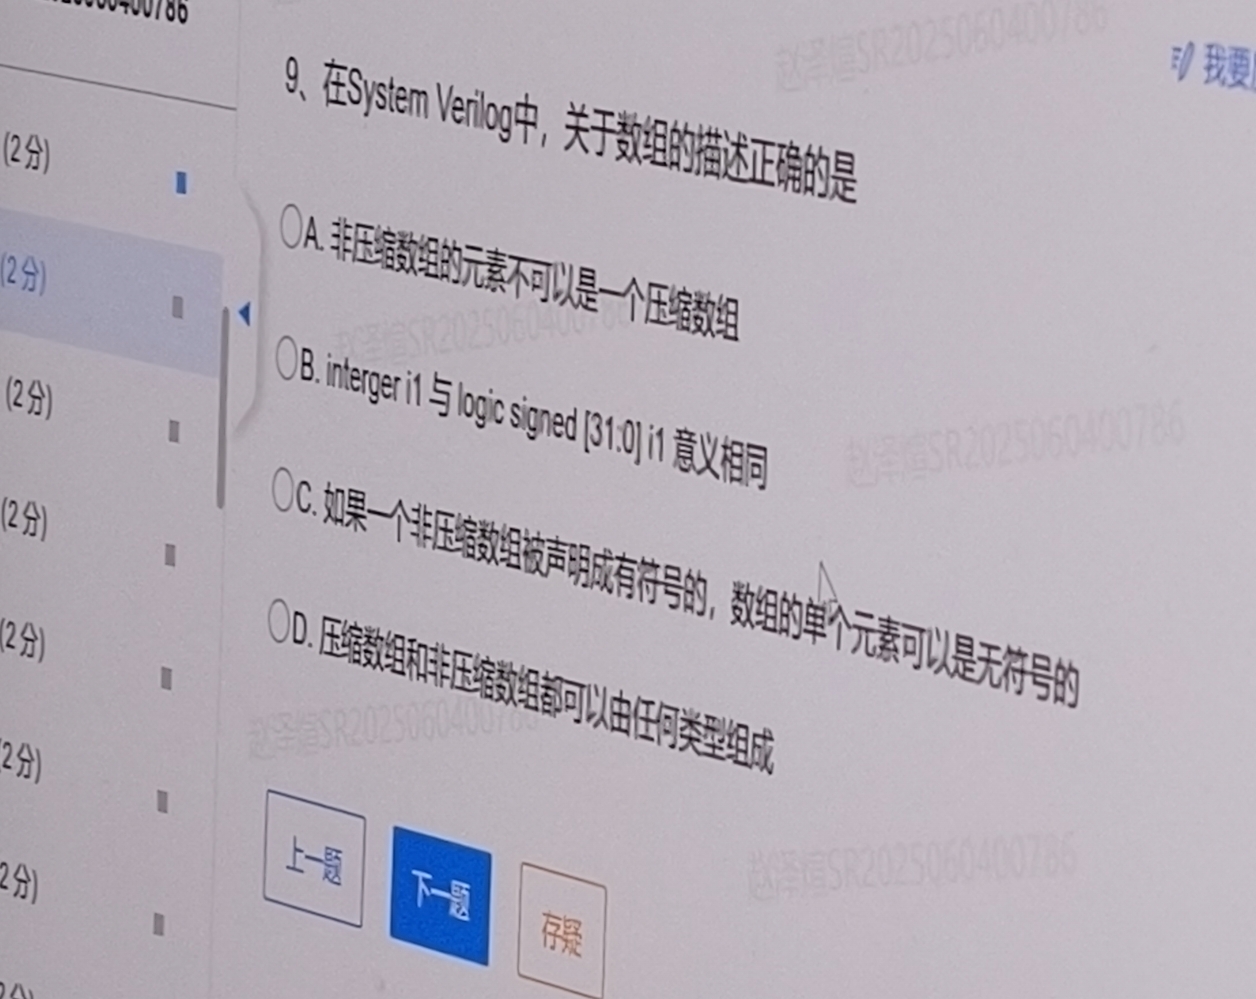 9、在System Verilog中，关于数组的描述正确的是
我要
赵泽煊SR2025060400786
(2分)
A. 非压缩数组的元素不可以是一个压缩数组
(2分)
赵泽煊SR2025060400786
B. interger i1 与 logic signed [31:0] i1 意义相同
(2分)
赵泽煊SR2025060400786
C. 如果一个非压缩数组被声明成有符号的，数组的单个元素可以是无符号的
(2分)
D. 压缩数组和非压缩数组都可以由任何类型组成
(2分)
赵泽煊SR2025060400786
2分)
上一题
下一题
存疑
2分)
赵泽煊SR2025060400786